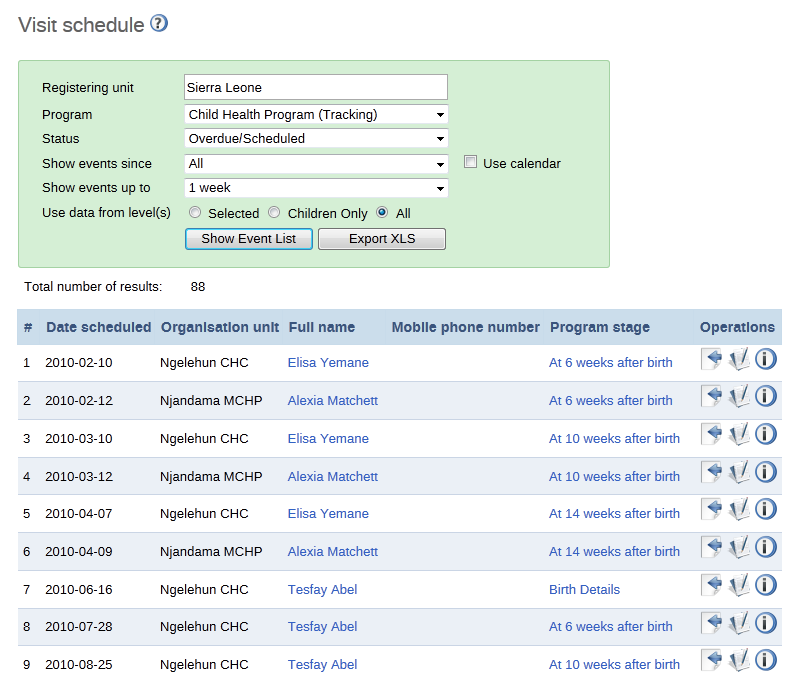 Visit schedule ?
Registering unit Sierra Leone
Program Child Health Program (Tracking)
Status Overdue/Scheduled
Show events since All Use calendar
Show events up to 1 week
Use data from level(s) Selected Children Only All
Show Event List Export XLS
Total number of results: 88
# Date scheduled Organisation unit Full name Mobile phone number Program stage Operations
1 2010-02-10 Ngelehun CHC Elisa Yemane At 6 weeks after birth
2 2010-02-12 Njandama MCHP Alexia Matchett At 6 weeks after birth
3 2010-03-10 Ngelehun CHC Elisa Yemane At 10 weeks after birth
4 2010-03-12 Njandama MCHP Alexia Matchett At 10 weeks after birth
5 2010-04-07 Ngelehun CHC Elisa Yemane At 14 weeks after birth
6 2010-04-09 Njandama MCHP Alexia Matchett At 14 weeks after birth
7 2010-06-16 Ngelehun CHC Tesfay Abel Birth Details
8 2010-07-28 Ngelehun CHC Tesfay Abel At 6 weeks after birth
9 2010-08-25 Ngelehun CHC Tesfay Abel At 10 weeks after birth